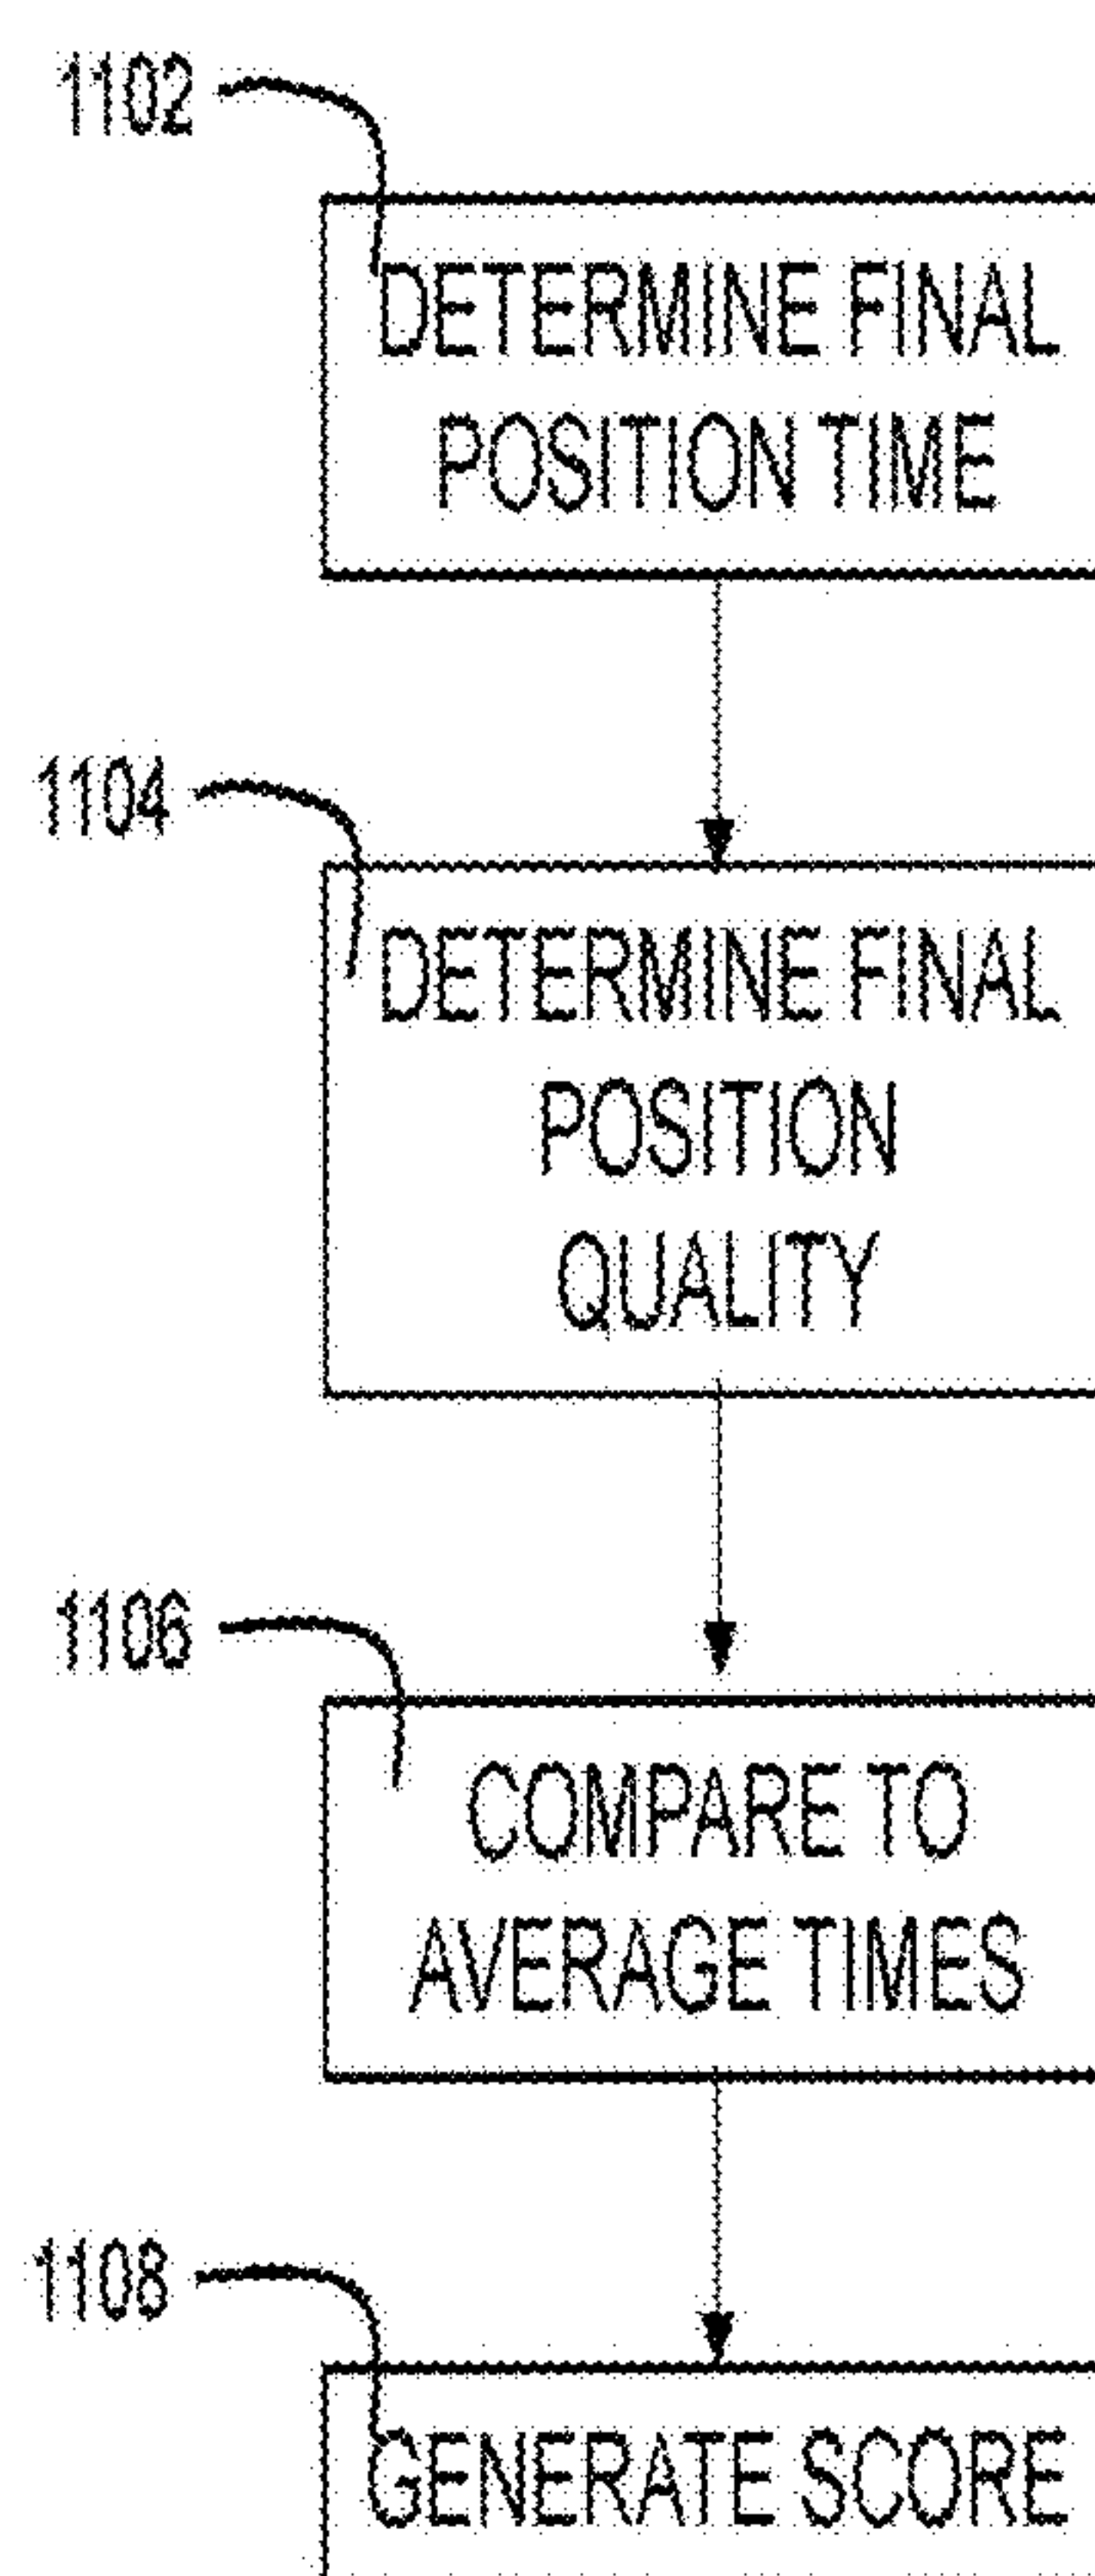 1102
DETERMINE FINAL
POSITION TIME
1104
DETERMINE FINAL
POSITION
QUALITY
1106
COMPARE TO
AVERAGE TIMES
1108
GENERATE SCORE